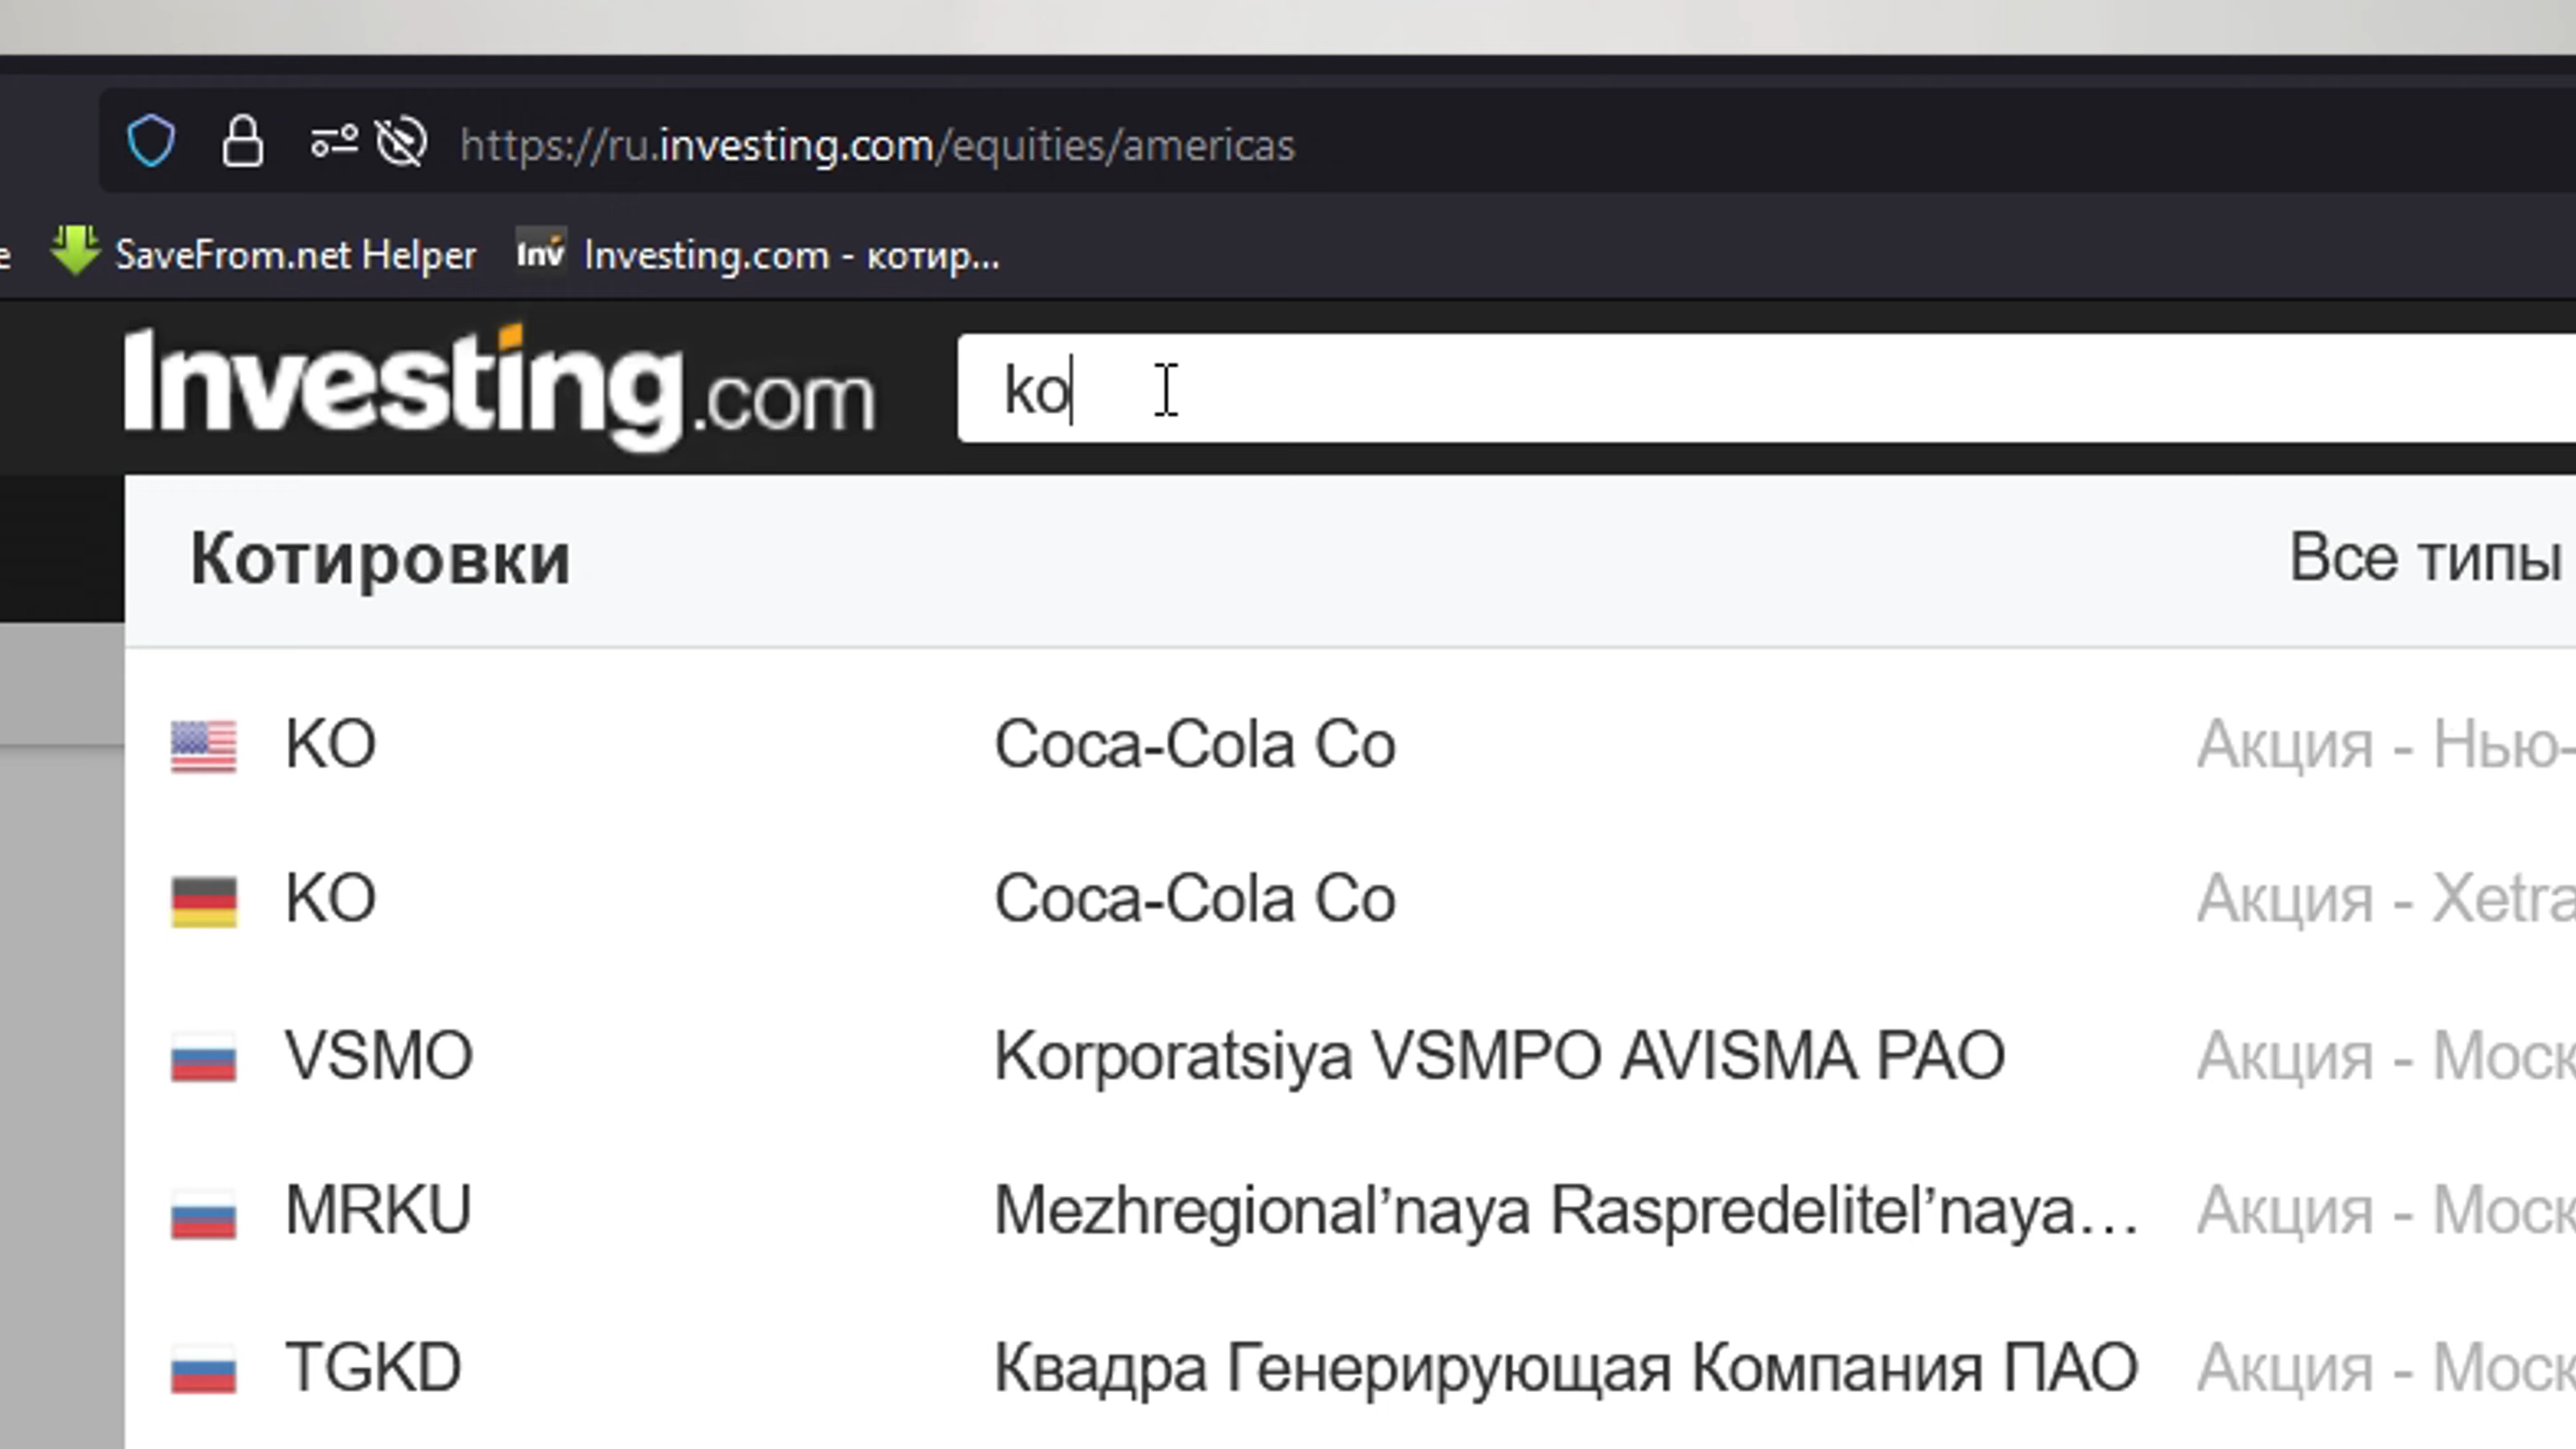 https://ru.investing.com/equities/americas
e SaveFrom.net Helper Inv Investing.com - котир...
Investing.com ko
Котировки Все типы
KO Coca-Cola Co Акция - Нью-
KO Coca-Cola Co Акция - Xetra
VSMO Korporatsiya VSMPO AVISMA PAO Акция - Моск
MRKU Mezhregional’naya Raspredelitel’naya... Акция - Моск
TGKD Квадра Генерирующая Компания ПАО Акция - Моск